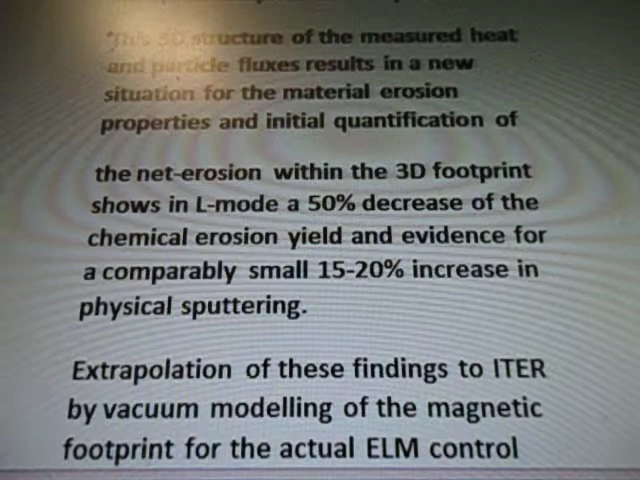 "This 3D structure of the measured heat
and particle fluxes results in a new
situation for the material erosion
properties and initial quantification of
the net-erosion within the 3D footprint
shows in L-mode a 50% decrease of the
chemical erosion yield and evidence for
a comparably small 15-20% increase in
physical sputtering.
Extrapolation of these findings to ITER
by vacuum modelling of the magnetic
footprint for the actual ELM control